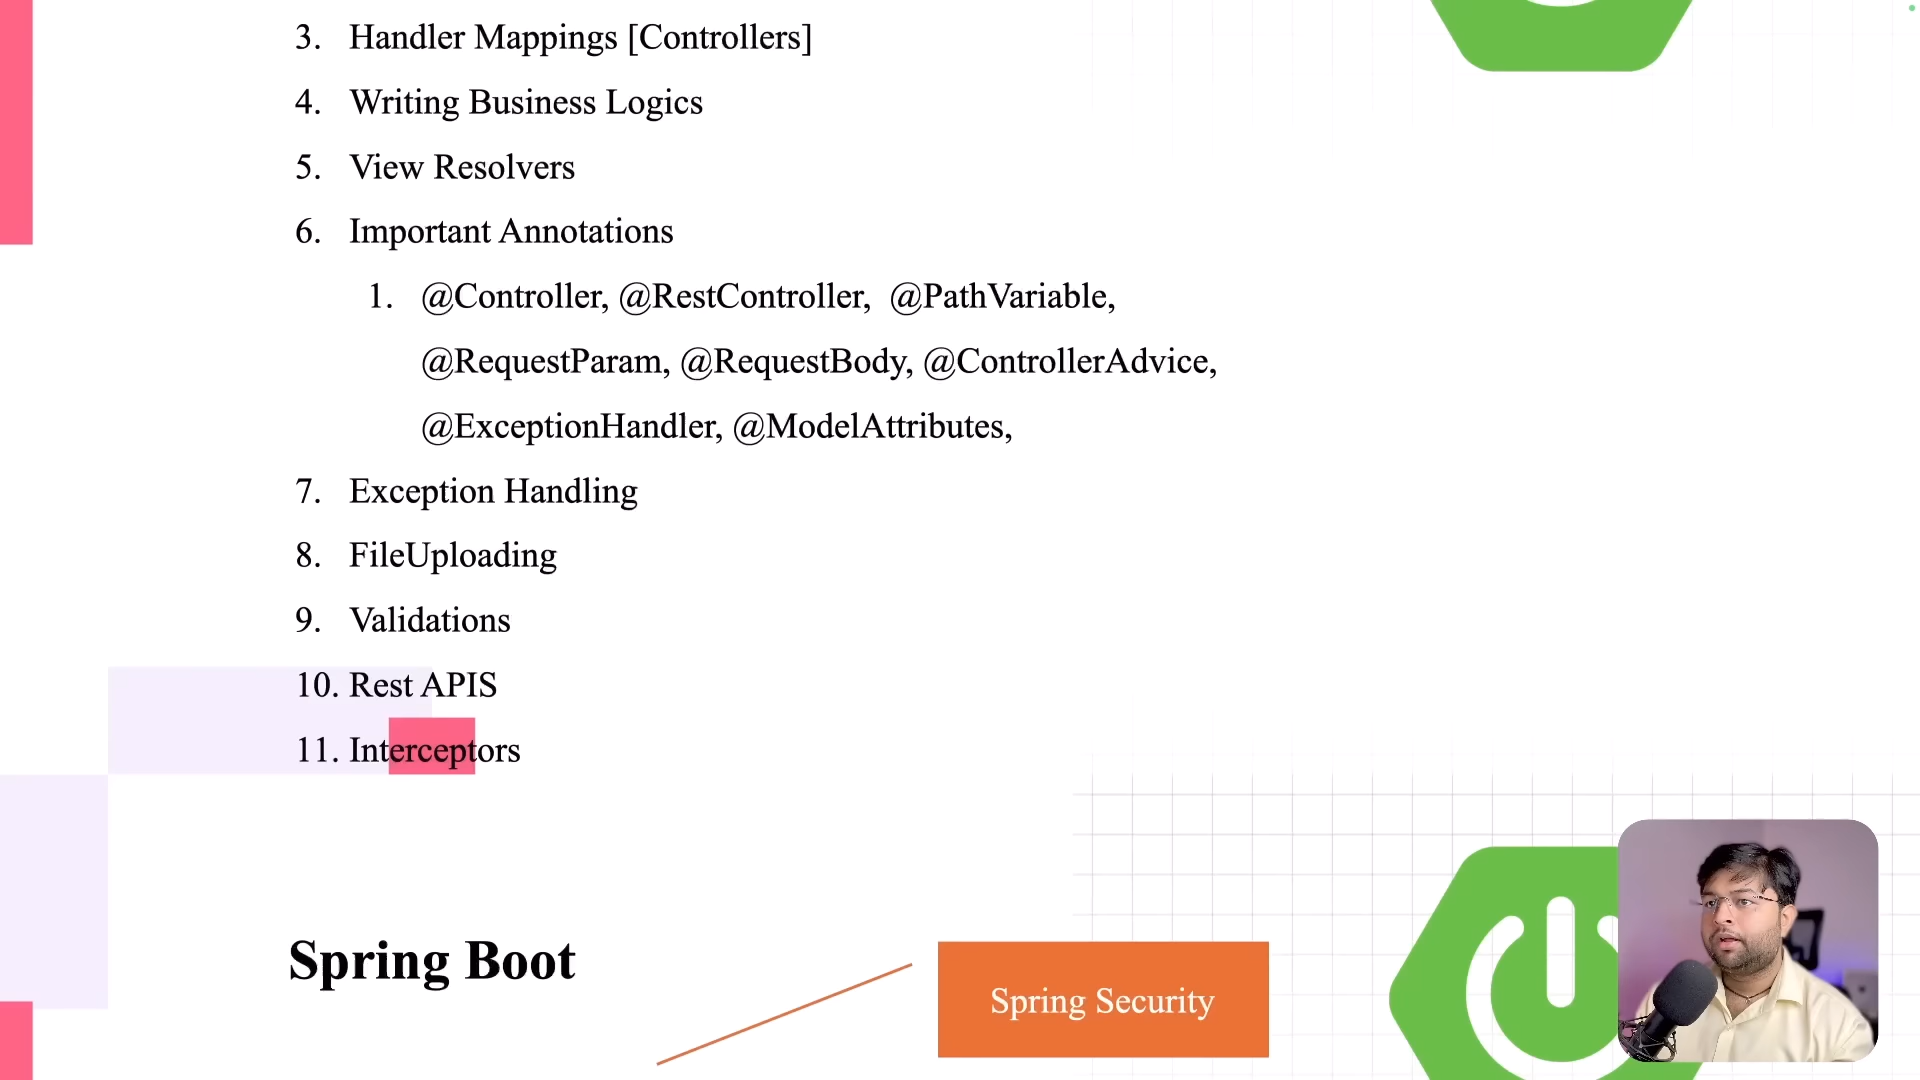 3. Handler Mappings [Controllers]
4. Writing Business Logics
5. View Resolvers
6. Important Annotations
1. @Controller, @RestController, @PathVariable,
@RequestParam, @RequestBody, @ControllerAdvice,
@ExceptionHandler, @ModelAttributes,
7. Exception Handling
8. FileUploading
9. Validations
10. Rest APIS
11. Interceptors
Spring Boot
Spring Security